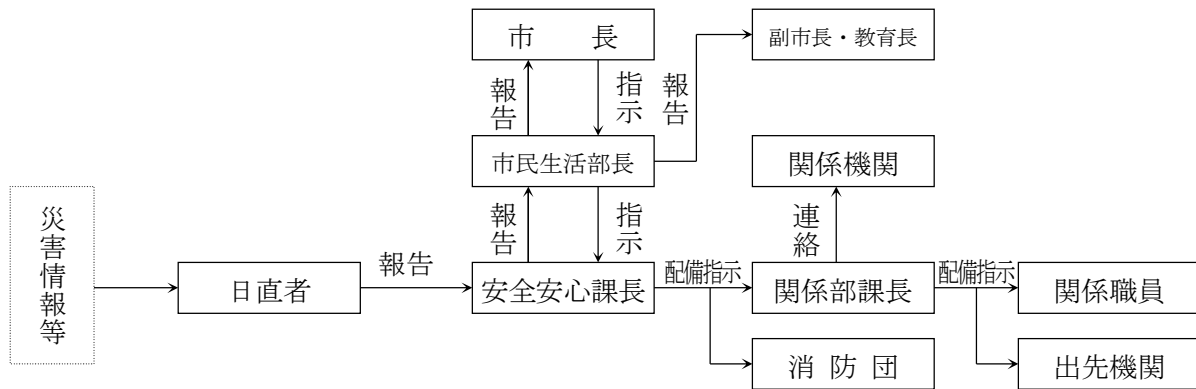 市　　長
副市長・教育長
報告
指示
報告
市民生活部長
関係機関
報告
指示
連絡
災害情報等
日直者
報告
安全安心課長
配備指示
関係部課長
配備指示
関係職員
消 防 団
出先機関